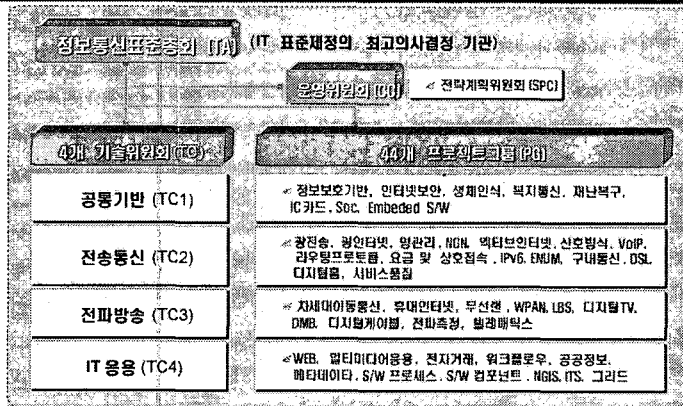 정보통신표준총회 (TA) (IT 표준제정의 최고의사결정 기관)
운영위원회 (CC) 전략계획위원회 (SPC)
4개 기술위원회 (TC) 44개 프로젝트그룹 (PG)
공통기반 (TC1)
정보보호기반, 인터넷보안, 생체인식, 복지통신, 재난복구,
IC카드, Soc, Embeded S/W
전송통신 (TC2)
광전송, 광인터넷, 망관리, NGN, 액티브인터넷, 신호방식, VoIP,
라우팅프로토콜, 요금 및 상호접속, IPv6, ENUM, 구내통신, DSL,
디지털홈, 서비스품질
전파방송 (TC3)
차세대이동통신, 휴대인터넷, 무선랜, WPAN, LBS, 디지털TV,
DMB, 디지털케이블, 전파측정, 텔레매틱스
IT 응용 (TC4)
WEB, 멀티미디어응용, 전자거래, 워크플로우, 공공정보,
메타데이타, S/W 프로세스, S/W 컴포넌트, NGIS, ITS, 그리드